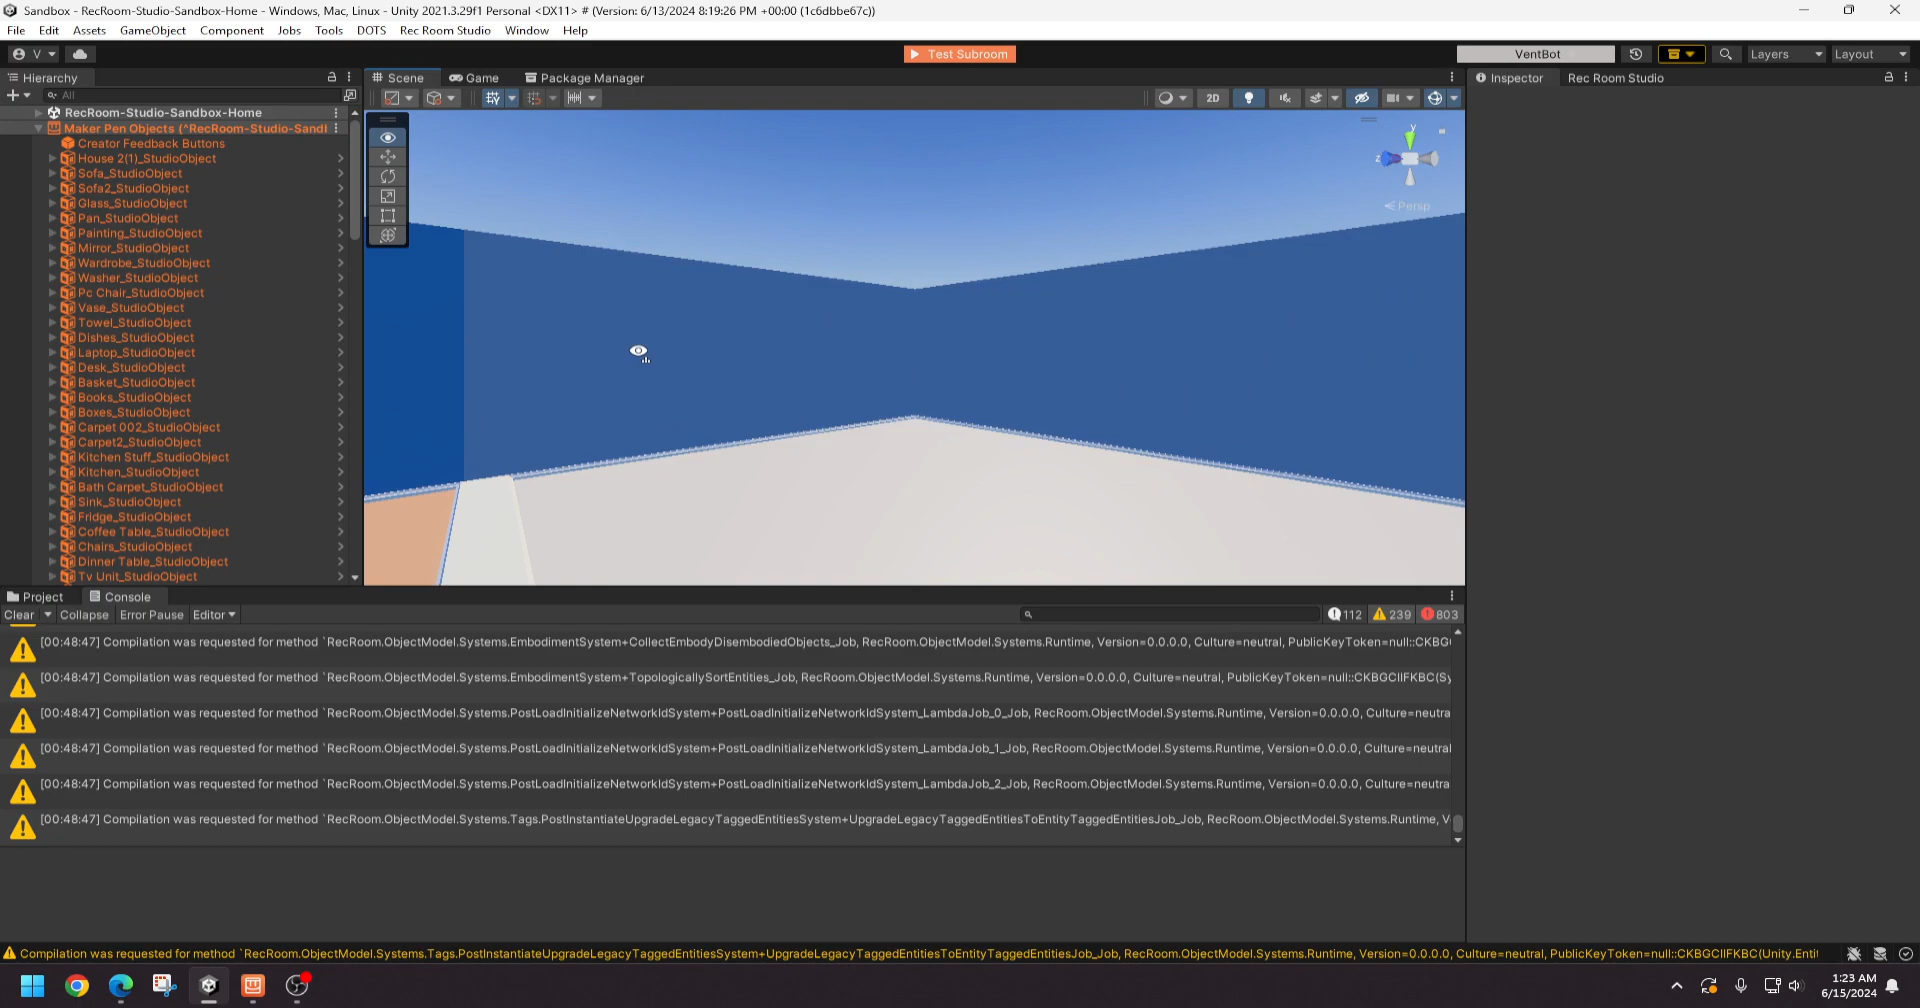 Sandbox - RecRoom-Studio-Sandbox-Home - Windows, Mac, Linux - Unity 2021.3.29f1 Personal <DX11> # (Version: 6/13/2024 8:19:26 PM +00:00 (1c6dbbe67c))
File Edit Assets GameObject Component Jobs Tools DOTS Rec Room Studio Window Help
V Test Subroom VentBot Layers Layout
Hierarchy Scene Game Package Manager Inspector Rec Room Studio
All 2D
RecRoom-Studio-Sandbox-Home
Maker Pen Objects (^RecRoom-Studio-Sandl
Creator Feedback Buttons
House 2(1)_StudioObject
Sofa_StudioObject
Sofa2_StudioObject
Glass_StudioObject
Pan_StudioObject
Painting_StudioObject
Mirror_StudioObject
Wardrobe_StudioObject
Washer_StudioObject
Pc Chair_StudioObject
Vase_StudioObject
Towel_StudioObject
Dishes_StudioObject
Laptop_StudioObject
Desk_StudioObject
Basket_StudioObject
Books_StudioObject
Boxes_StudioObject
Carpet 002_StudioObject
Carpet2_StudioObject
Kitchen Stuff_StudioObject
Kitchen_StudioObject
Bath Carpet_StudioObject
Sink_StudioObject
Fridge_StudioObject
Coffee Table_StudioObject
Chairs_StudioObject
Dinner Table_StudioObject
Tv Unit_StudioObject
y
z
Persp
Project Console
Clear Collapse Error Pause Editor 112 239 803
[00:48:47] Compilation was requested for method `RecRoom.ObjectModel.Systems.EmbodimentSystem+CollectEmbodyDisembodiedObjects_Job, RecRoom.ObjectModel.Systems.Runtime, Version=0.0.0.0, Culture=neutral, PublicKeyToken=null::CKBG
[00:48:47] Compilation was requested for method `RecRoom.ObjectModel.Systems.EmbodimentSystem+TopologicallySortEntities_Job, RecRoom.ObjectModel.Systems.Runtime, Version=0.0.0.0, Culture=neutral, PublicKeyToken=null::CKBGCIIFKBC(Sy
[00:48:47] Compilation was requested for method `RecRoom.ObjectModel.Systems.PostLoadInitializeNetworkIdSystem+PostLoadInitializeNetworkIdSystem_LambdaJob_0_Job, RecRoom.ObjectModel.Systems.Runtime, Version=0.0.0.0, Culture=neutra
[00:48:47] Compilation was requested for method `RecRoom.ObjectModel.Systems.PostLoadInitializeNetworkIdSystem+PostLoadInitializeNetworkIdSystem_LambdaJob_1_Job, RecRoom.ObjectModel.Systems.Runtime, Version=0.0.0.0, Culture=neutral
[00:48:47] Compilation was requested for method `RecRoom.ObjectModel.Systems.PostLoadInitializeNetworkIdSystem+PostLoadInitializeNetworkIdSystem_LambdaJob_2_Job, RecRoom.ObjectModel.Systems.Runtime, Version=0.0.0.0, Culture=neutra
[00:48:47] Compilation was requested for method `RecRoom.ObjectModel.Systems.Tags.PostInstantiateUpgradeLegacyTaggedEntitiesSystem+UpgradeLegacyTaggedEntitiesToEntityTaggedEntitiesJob_Job, RecRoom.ObjectModel.Systems.Runtime, V
Compilation was requested for method `RecRoom.ObjectModel.Systems.Tags.PostInstantiateUpgradeLegacyTaggedEntitiesSystem+UpgradeLegacyTaggedEntitiesToEntityTaggedEntitiesJob_Job, RecRoom.ObjectModel.Systems.Runtime, Version=0.0.0.0, Culture=neutral, PublicKeyToken=null::CKBGCIIFKBC(Unity.Entit
1:23 AM
6/15/2024